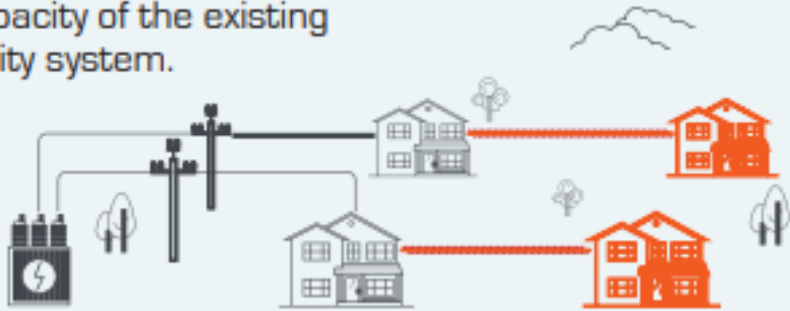 pacity of the existing
ity system.